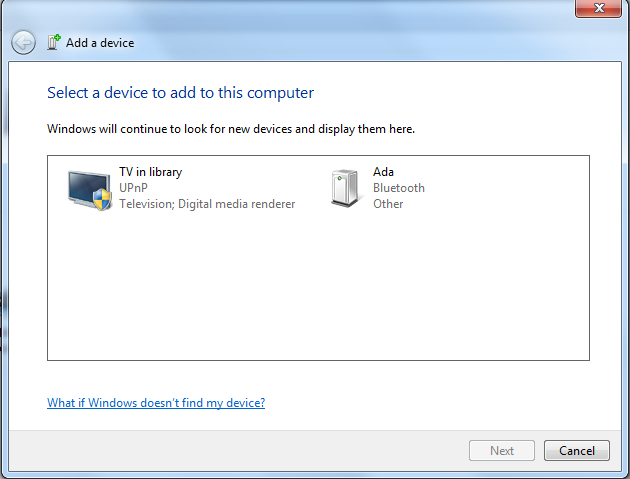 Add a device
Select a device to add to this computer
Windows will continue to look for new devices and display them here.
TV in library
UPnP
Television; Digital media renderer
Ada
Bluetooth
Other
What if Windows doesn't find my device?
Next
Cancel